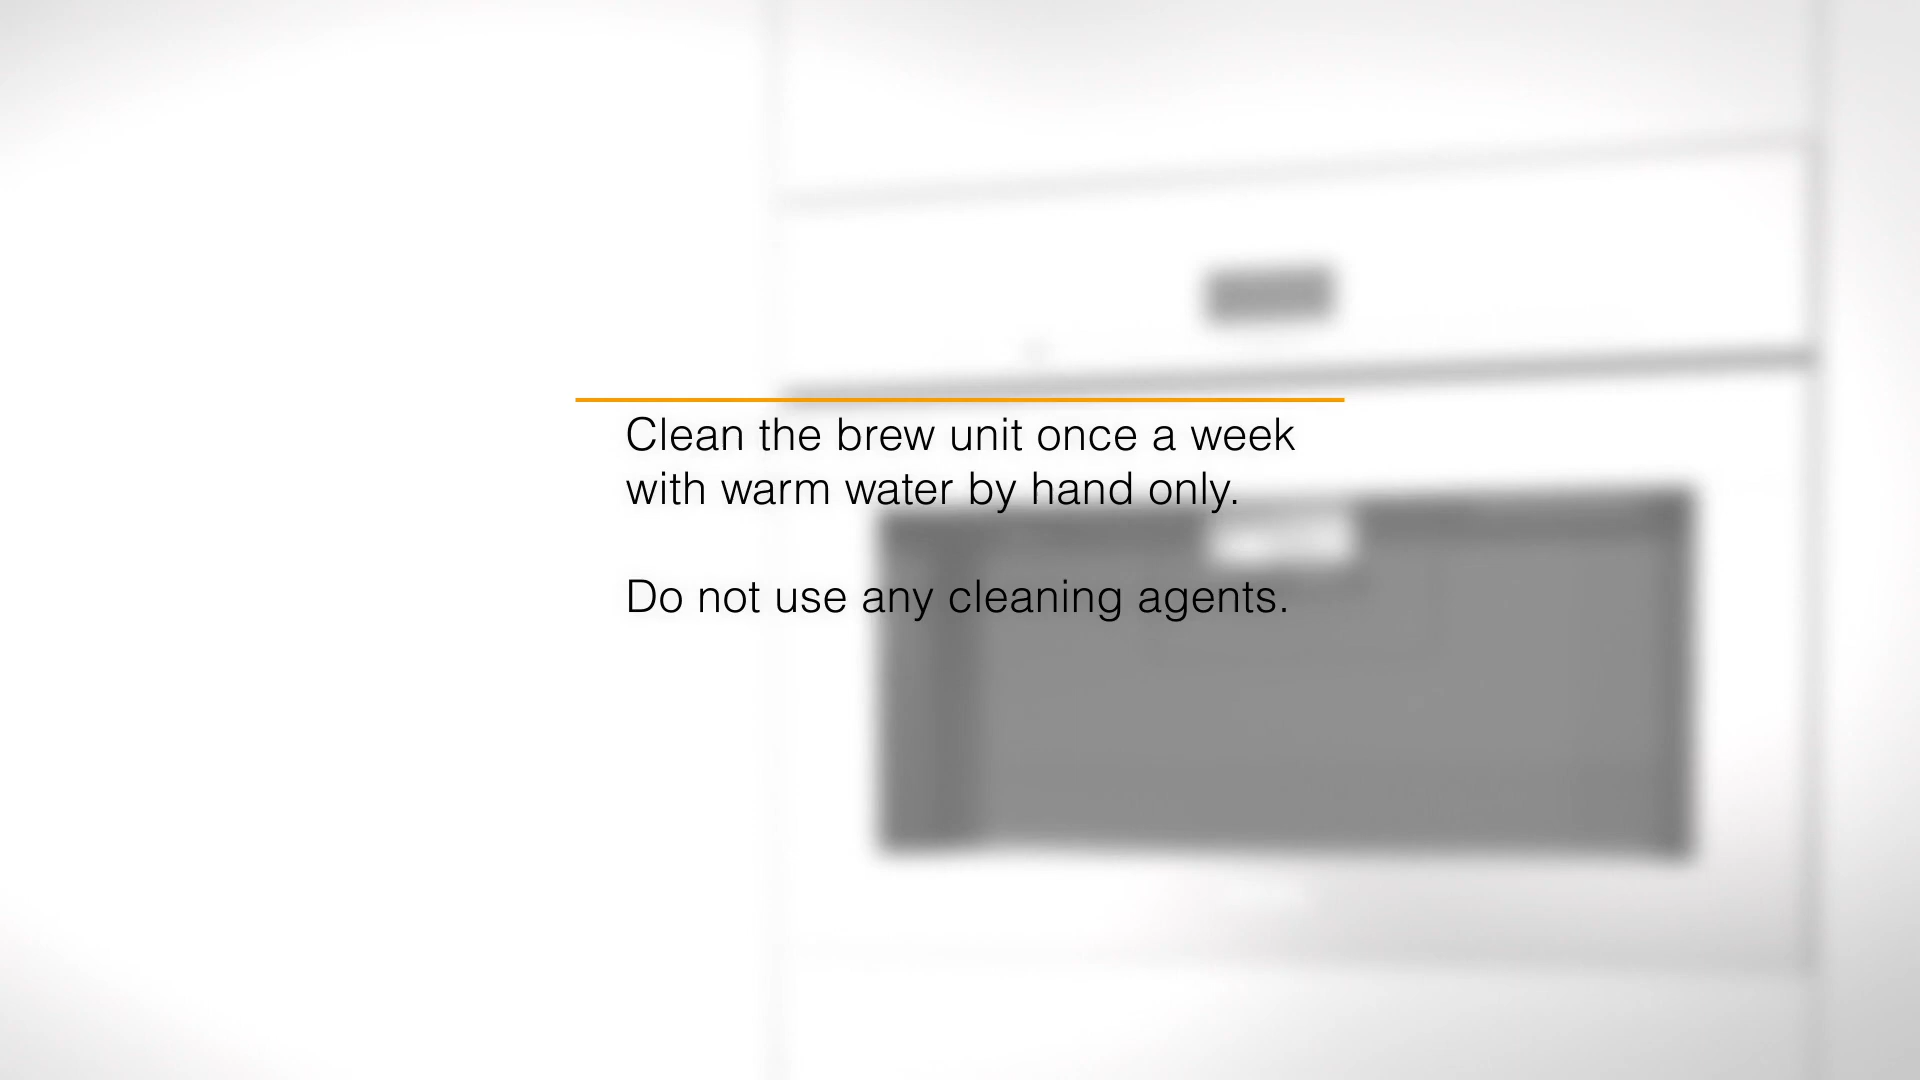 Clean the brew unit once a week
with warm water by hand only.
Do not use any cleaning agents.